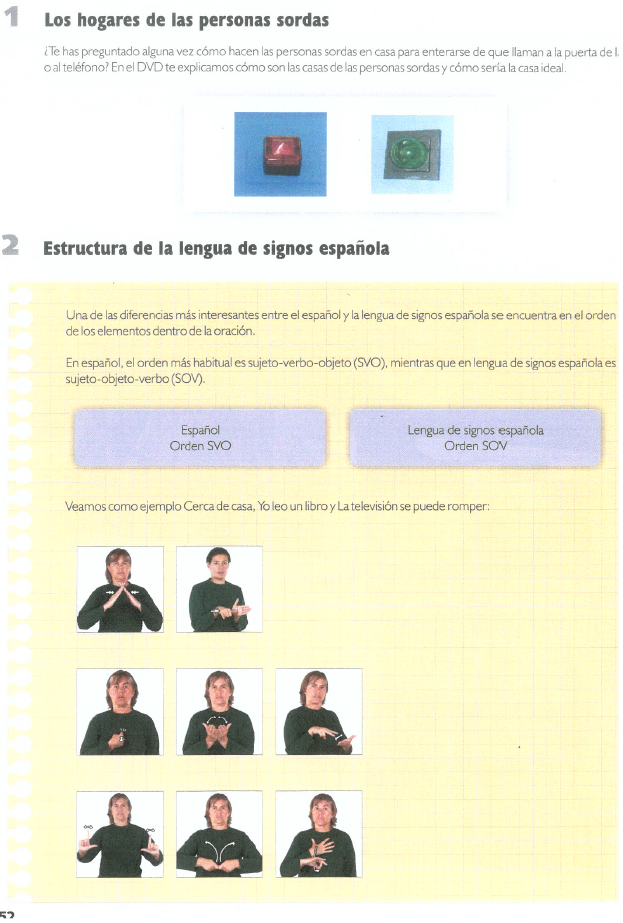 1 Los hogares de las personas sordas
¿Te has preguntado alguna vez cómo hacen las personas sordas en casa para enterarse de que llaman a la puerta de l
o al teléfono? En el DVD te explicamos cómo son las casas de las personas sordas y cómo sería la casa ideal.
2 Estructura de la lengua de signos española
Una de las diferencias más interesantes entre el español y la lengua de signos española se encuentra en el orden
de los elementos dentro de la oración.
En español, el orden más habitual es sujeto-verbo-objeto (SVO), mientras que en lengua de signos española es
sujeto-objeto-verbo (SOV).
Español
Orden SVO
Lengua de signos española
Orden SOV
Veamos como ejemplo Cerca de casa, Yo leo un libro y La televisión se puede romper:
52